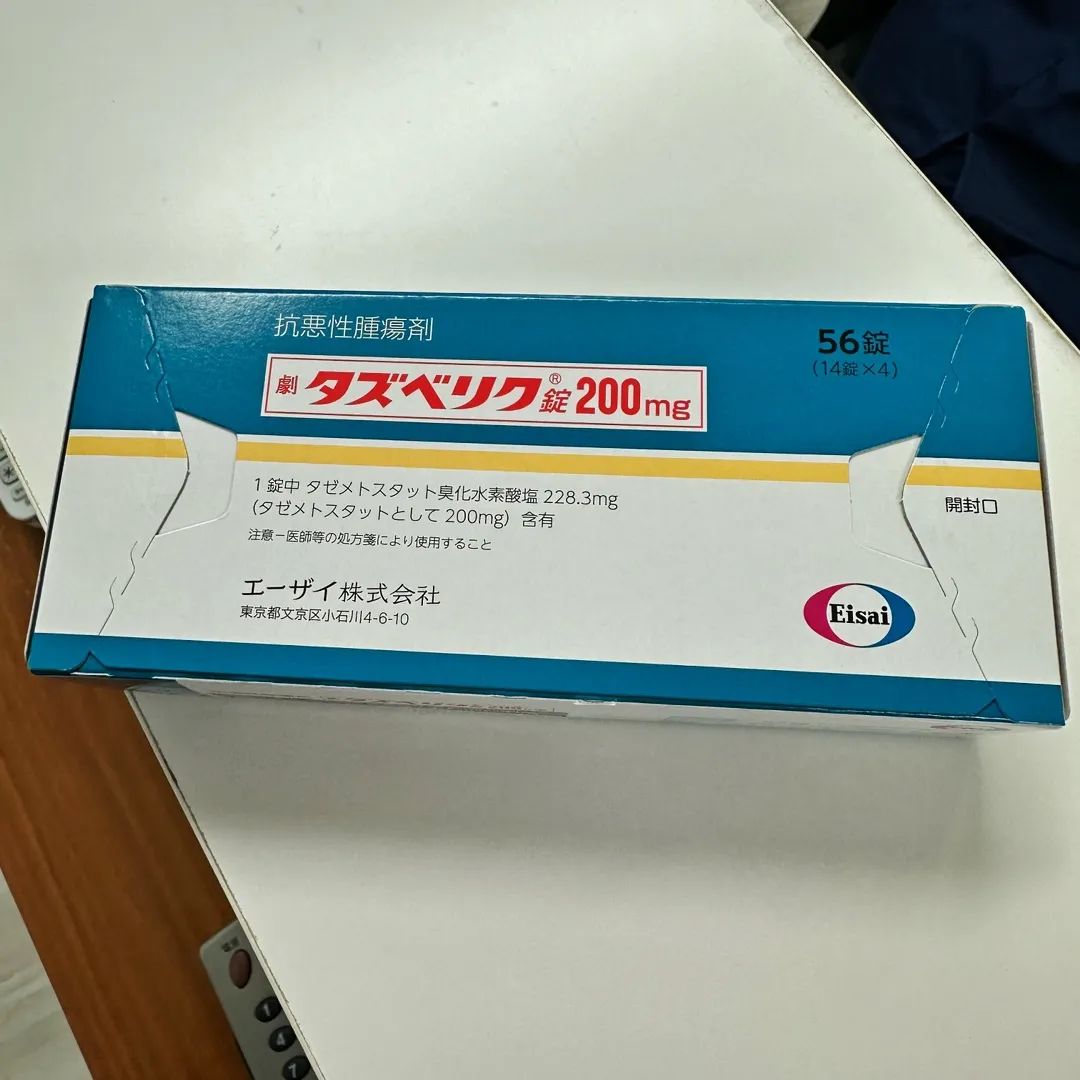 抗悪性腫瘍剤
56錠
(14錠×4)
劇 タズベリク®錠 200mg
1錠中 タゼメトスタット臭化水素酸塩 228.3mg
(タゼメトスタットとして 200mg) 含有
開封口
注意－医師等の処方箋により使用すること
エーザイ株式会社
東京都文京区小石川4-6-10
Eisai
1
4
7